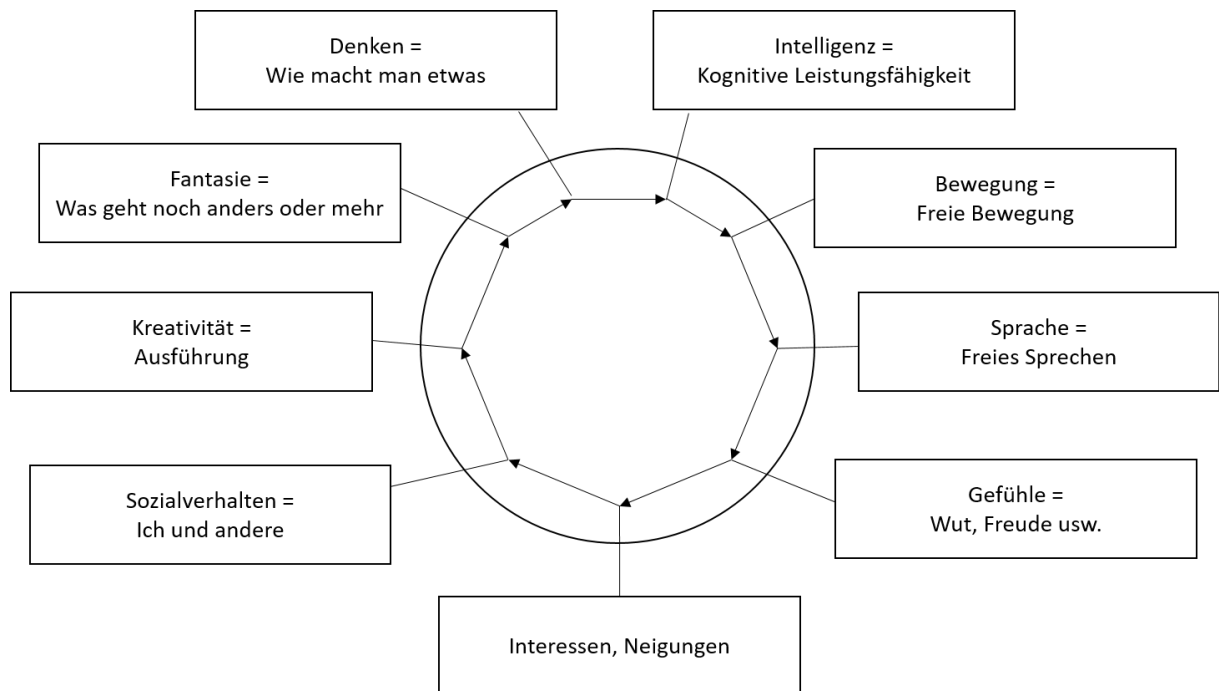 Denken =
Wie macht man etwas
Intelligenz =
Kognitive Leistungsfähigkeit
Fantasie =
Was geht noch anders oder mehr
Bewegung =
Freie Bewegung
Kreativität =
Ausführung
Sprache =
Freies Sprechen
Sozialverhalten =
Ich und andere
Gefühle =
Wut, Freude usw.
Interessen, Neigungen